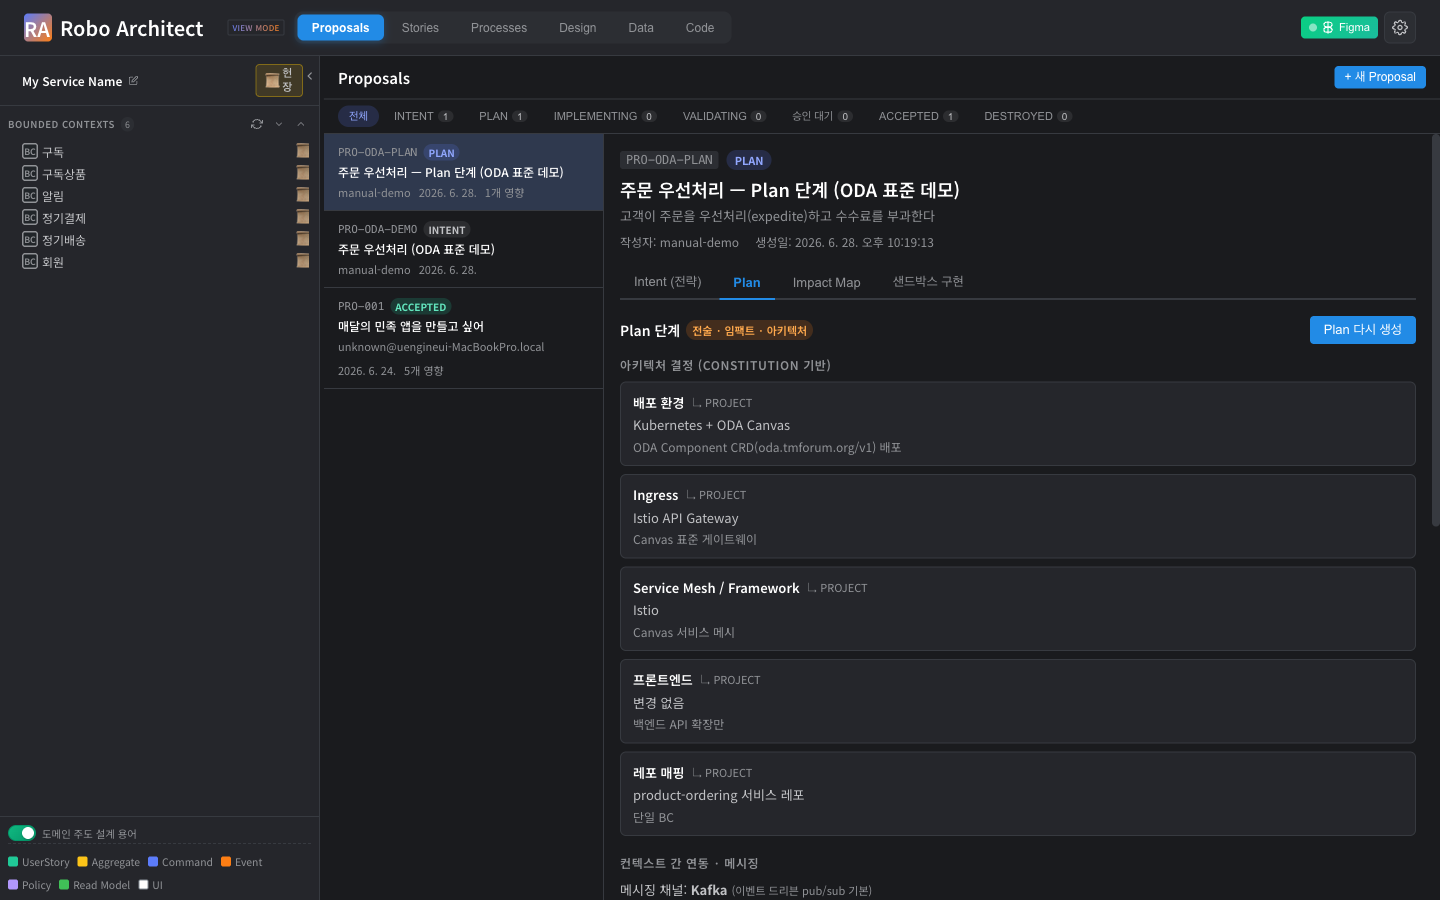 RA Robo Architect
VIEW MODE
Proposals
Stories
Processes
Design
Data
Code
Figma
My Service Name
헌장
BOUNDED CONTEXTS 6
BC 구독
BC 구독상품
BC 알림
BC 정기결제
BC 정기배송
BC 회원
도메인 주도 설계 용어
UserStory Aggregate Command Event
Policy Read Model UI
Proposals
+ 새 Proposal
전체
INTENT 1
PLAN 1
IMPLEMENTING 0
VALIDATING 0
승인 대기 0
ACCEPTED 1
DESTROYED 0
PRO-ODA-PLAN PLAN
주문 우선처리 — Plan 단계 (ODA 표준 데모)
manual-demo 2026. 6. 28. 1개 영향
PRO-ODA-DEMO INTENT
주문 우선처리 (ODA 표준 데모)
manual-demo 2026. 6. 28.
PRO-001 ACCEPTED
매달의 민족 앱을 만들고 싶어
unknown@uengineui-MacBookPro.local
2026. 6. 24. 5개 영향
PRO-ODA-PLAN PLAN
주문 우선처리 — Plan 단계 (ODA 표준 데모)
고객이 주문을 우선처리(expedite)하고 수수료를 부과한다
작성자: manual-demo 생성일: 2026. 6. 28. 오후 10:19:13
Intent (전략)
Plan
Impact Map
샌드박스 구현
Plan 단계 전술 · 임팩트 · 아키텍처
Plan 다시 생성
아키텍처 결정 (CONSTITUTION 기반)
배포 환경 PROJECT
Kubernetes + ODA Canvas
ODA Component CRD(oda.tmforum.org/v1) 배포
Ingress PROJECT
Istio API Gateway
Canvas 표준 게이트웨이
Service Mesh / Framework PROJECT
Istio
Canvas 서비스 메시
프론트엔드 PROJECT
변경 없음
백엔드 API 확장만
레포 매핑 PROJECT
product-ordering 서비스 레포
단일 BC
컨텍스트 간 연동 · 메시징
메시징 채널: Kafka (이벤트 드리븐 pub/sub 기본)